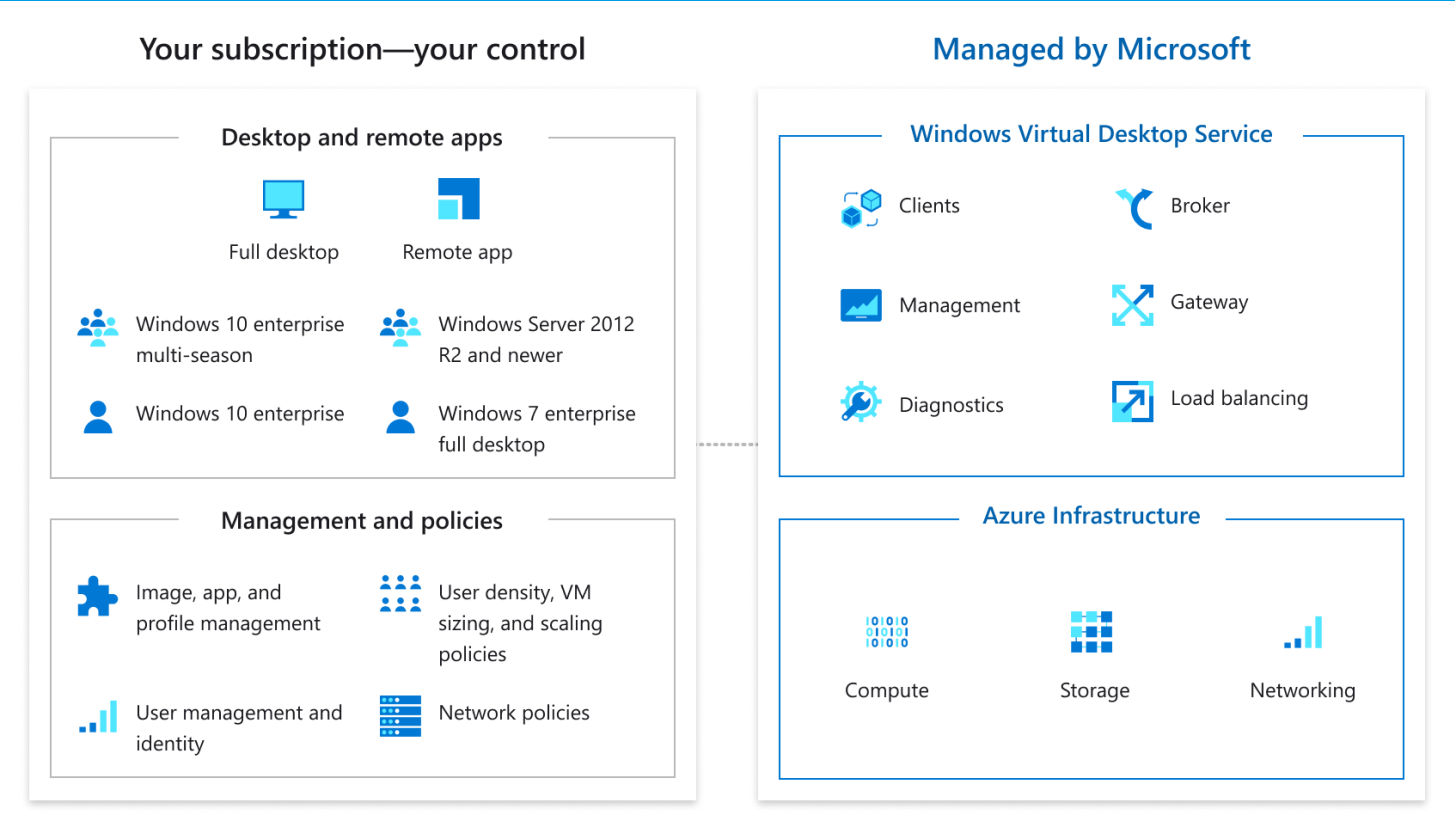 Your subscription—your control
Desktop and remote apps
Full desktop
Remote app
Windows 10 enterprise
multi-season
Windows Server 2012
R2 and newer
Windows 10 enterprise
Windows 7 enterprise
full desktop
Management and policies
Image, app, and
profile management
User density, VM
sizing, and scaling
policies
User management and
identity
Network policies
Managed by Microsoft
Windows Virtual Desktop Service
Clients
Broker
Management
Gateway
Diagnostics
Load balancing
Azure Infrastructure
Compute
Storage
Networking